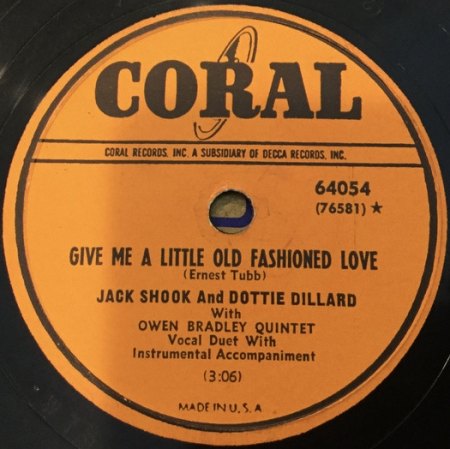 CORAL
CORAL RECORDS, INC. A SUBSIDIARY OF DECCA RECORDS, INC.
64054
(76581) ★
GIVE ME A LITTLE OLD FASHIONED LOVE
(Ernest Tubb)
JACK SHOOK And DOTTIE DILLARD
With
OWEN BRADLEY QUINTET
Vocal Duet With
Instrumental Accompaniment
(3:06)
MADE IN U.S.A